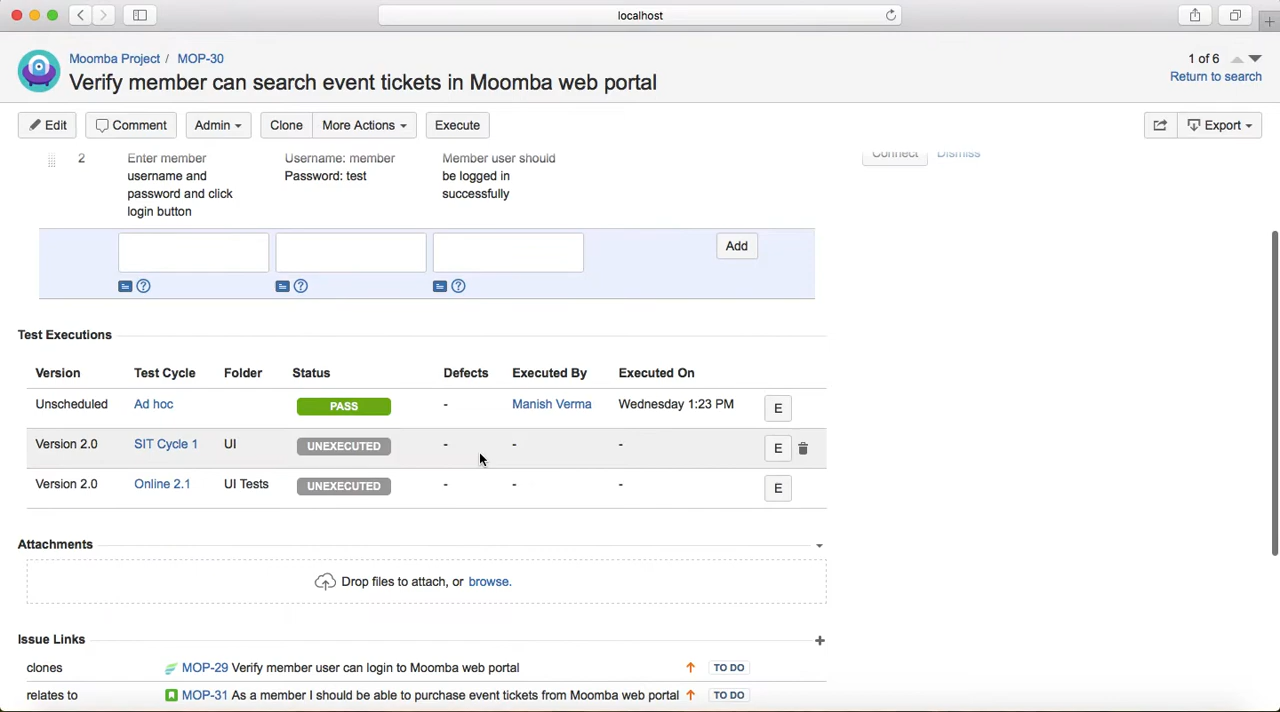 localhost
Moomba Project / MOP-30
1 of 6
Verify member can search event tickets in Moomba web portal
Return to search
Edit Comment Admin Clone More Actions Execute Export
Connect Dismiss
2 Enter member Username: member Member user should
username and Password: test be logged in
password and click successfully
login button
Add
Test Executions
Version Test Cycle Folder Status Defects Executed By Executed On
Unscheduled Ad hoc PASS - Manish Verma Wednesday 1:23 PM E
Version 2.0 SIT Cycle 1 UI UNEXECUTED - - - E
Version 2.0 Online 2.1 UI Tests UNEXECUTED - - - E
Attachments
Drop files to attach, or browse.
Issue Links
clones MOP-29 Verify member user can login to Moomba web portal TO DO
relates to MOP-31 As a member I should be able to purchase event tickets from Moomba web portal TO DO